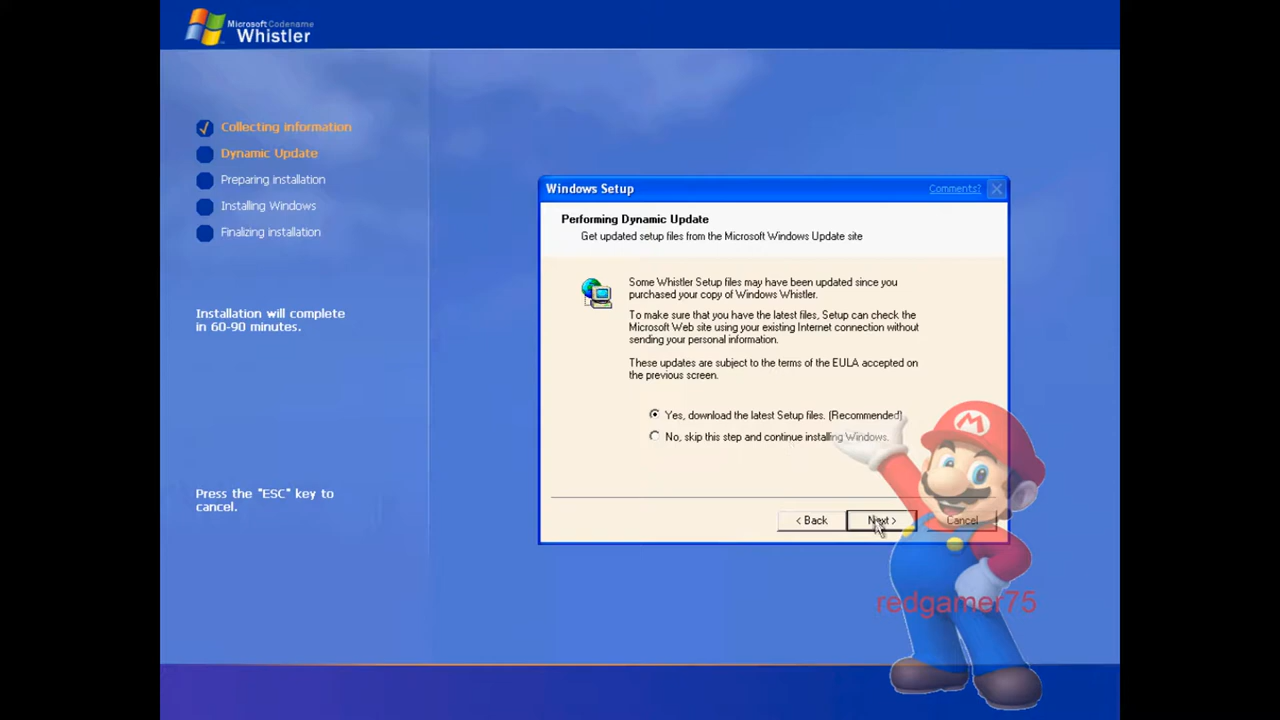 Microsoft Codename
Whistler
Collecting information
Dynamic Update
Preparing installation
Installing Windows
Finalizing installation
Installation will complete
in 60-90 minutes.
Press the "ESC" key to
cancel.
Windows Setup
Comments?
Performing Dynamic Update
Get updated setup files from the Microsoft Windows Update site
Some Whistler Setup files may have been updated since you
purchased your copy of Windows Whistler.
To make sure that you have the latest files, Setup can check the
Microsoft Web site using your existing Internet connection without
sending your personal information.
These updates are subject to the terms of the EULA accepted on
the previous screen.
Yes, download the latest Setup files. (Recommended)
No, skip this step and continue installing Windows.
< Back
Next >
Cancel
M
redgamer75